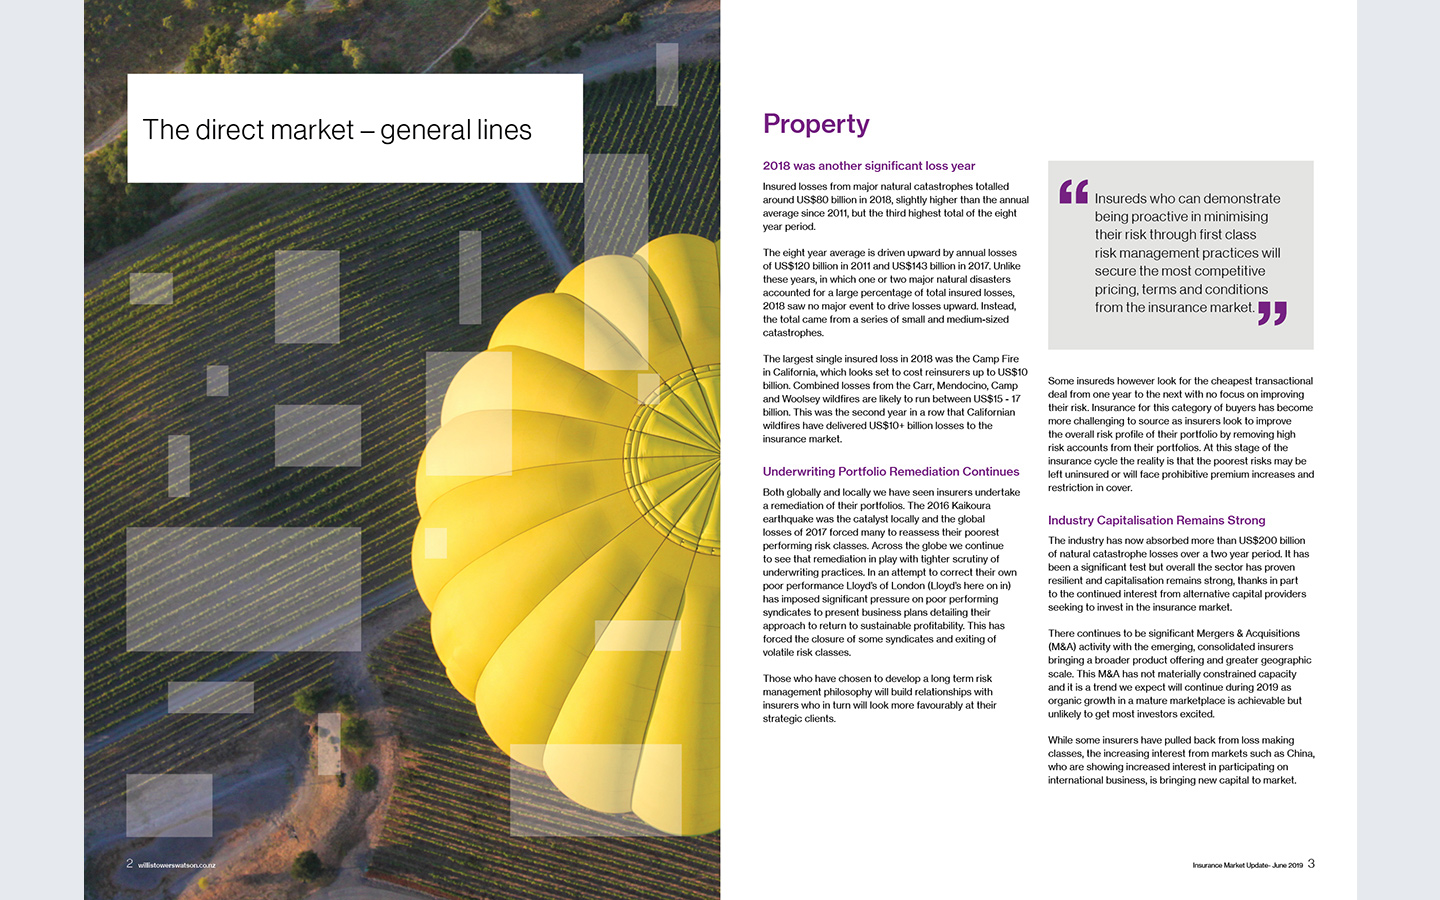 The direct market – general lines
2 willistowerswatson.co.nz
Property
2018 was another significant loss year
Insured losses from major natural catastrophes totalled
around US$80 billion in 2018, slightly higher than the annual
average since 2011, but the third highest total of the eight
year period.
The eight year average is driven upward by annual losses
of US$120 billion in 2011 and US$143 billion in 2017. Unlike
these years, in which one or two major natural disasters
accounted for a large percentage of total insured losses,
2018 saw no major event to drive losses upward. Instead,
the total came from a series of small and medium-sized
catastrophes.
The largest single insured loss in 2018 was the Camp Fire
in California, which looks set to cost reinsurers up to US$10
billion. Combined losses from the Carr, Mendocino, Camp
and Woolsey wildfires are likely to run between US$15 - 17
billion. This was the second year in a row that Californian
wildfires have delivered US$10+ billion losses to the
insurance market.
Underwriting Portfolio Remediation Continues
Both globally and locally we have seen insurers undertake
a remediation of their portfolios. The 2016 Kaikoura
earthquake was the catalyst locally and the global
losses of 2017 forced many to reassess their poorest
performing risk classes. Across the globe we continue
to see that remediation in play with tighter scrutiny of
underwriting practices. In an attempt to correct their own
poor performance Lloyd's of London (Lloyd's here on in)
has imposed significant pressure on poor performing
syndicates to present business plans detailing their
approach to return to sustainable profitability. This has
forced the closure of some syndicates and exiting of
volatile risk classes.
Those who have chosen to develop a long term risk
management philosophy will build relationships with
insurers who in turn will look more favourably at their
strategic clients.
“Insureds who can demonstrate
being proactive in minimising
their risk through first class
risk management practices will
secure the most competitive
pricing, terms and conditions
from the insurance market.”
Some insureds however look for the cheapest transactional
deal from one year to the next with no focus on improving
their risk. Insurance for this category of buyers has become
more challenging to source as insurers look to improve
the overall risk profile of their portfolio by removing high
risk accounts from their portfolios. At this stage of the
insurance cycle the reality is that the poorest risks may be
left uninsured or will face prohibitive premium increases and
restriction in cover.
Industry Capitalisation Remains Strong
The industry has now absorbed more than US$200 billion
of natural catastrophe losses over a two year period. It has
been a significant test but overall the sector has proven
resilient and capitalisation remains strong, thanks in part
to the continued interest from alternative capital providers
seeking to invest in the insurance market.
There continues to be significant Mergers & Acquisitions
(M&A) activity with the emerging, consolidated insurers
bringing a broader product offering and greater geographic
scale. This M&A has not materially constrained capacity
and it is a trend we expect will continue during 2019 as
organic growth in a mature marketplace is achievable but
unlikely to get most investors excited.
While some insurers have pulled back from loss making
classes, the increasing interest from markets such as China,
who are showing increased interest in participating on
international business, is bringing new capital to market.
Insurance Market Update- June 2019 3